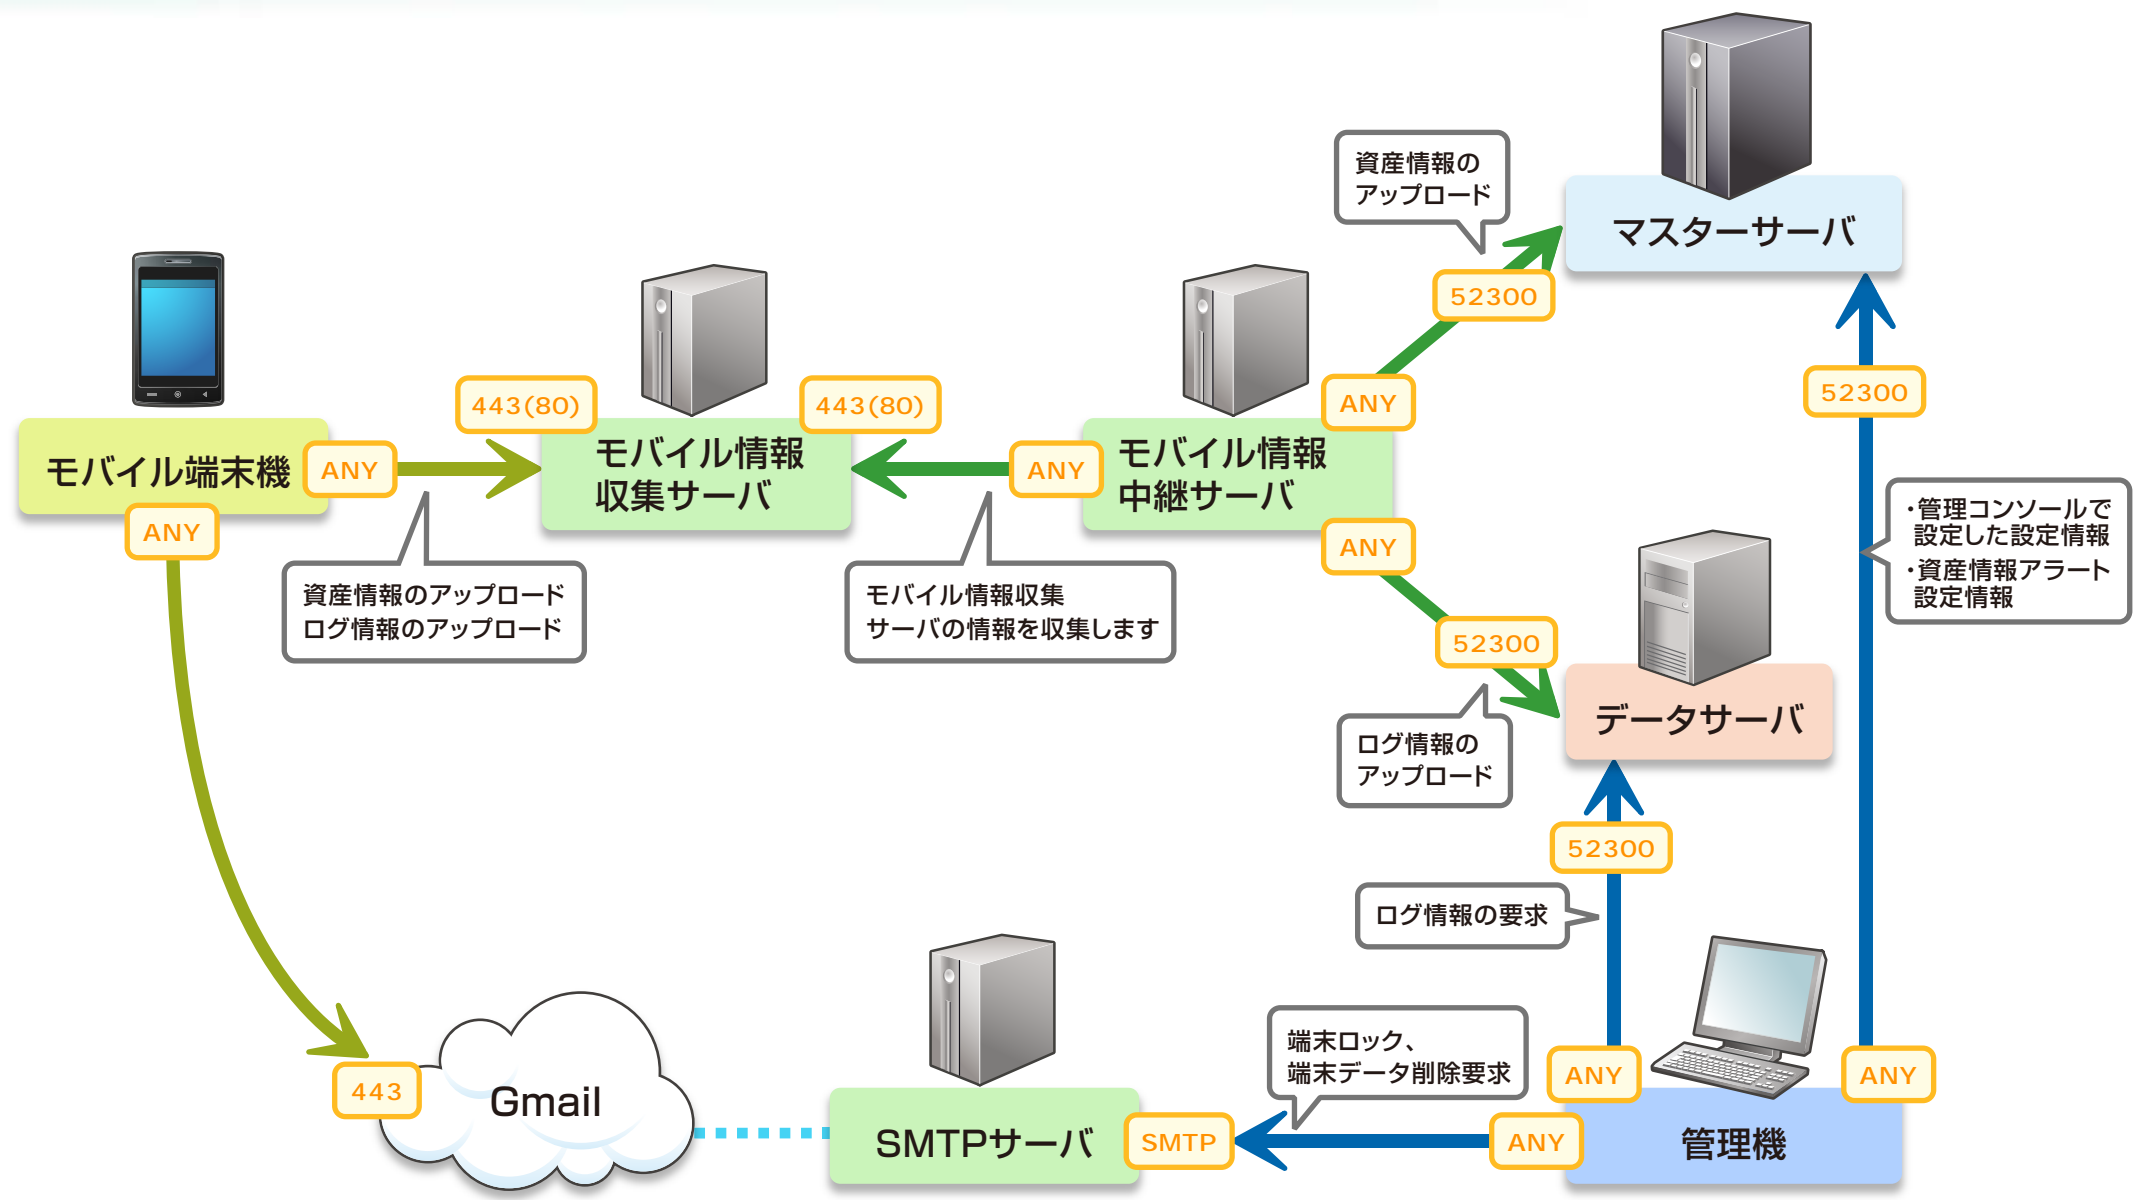 資産情報の
アップロード
マスターサーバ
52300
52300
443(80)
443(80)
ANY
モバイル端末機
ANY
モバイル情報
収集サーバ
ANY
モバイル情報
中継サーバ
ANY
ANY
・管理コンソールで
設定した設定情報
・資産情報アラート
設定情報
資産情報のアップロード
ログ情報のアップロード
モバイル情報収集
サーバの情報を収集します
52300
データサーバ
ログ情報の
アップロード
52300
ログ情報の要求
端末ロック、
端末データ削除要求
ANY
ANY
443
Gmail
SMTPサーバ
SMTP
ANY
管理機